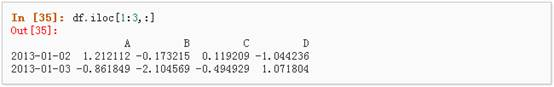 In [35]: df.iloc[1:3,:]
Out[35]:
A B C D
2013-01-02 1.212112 -0.173215 0.119209 -1.044236
2013-01-03 -0.861849 -2.104569 -0.494929 1.071804